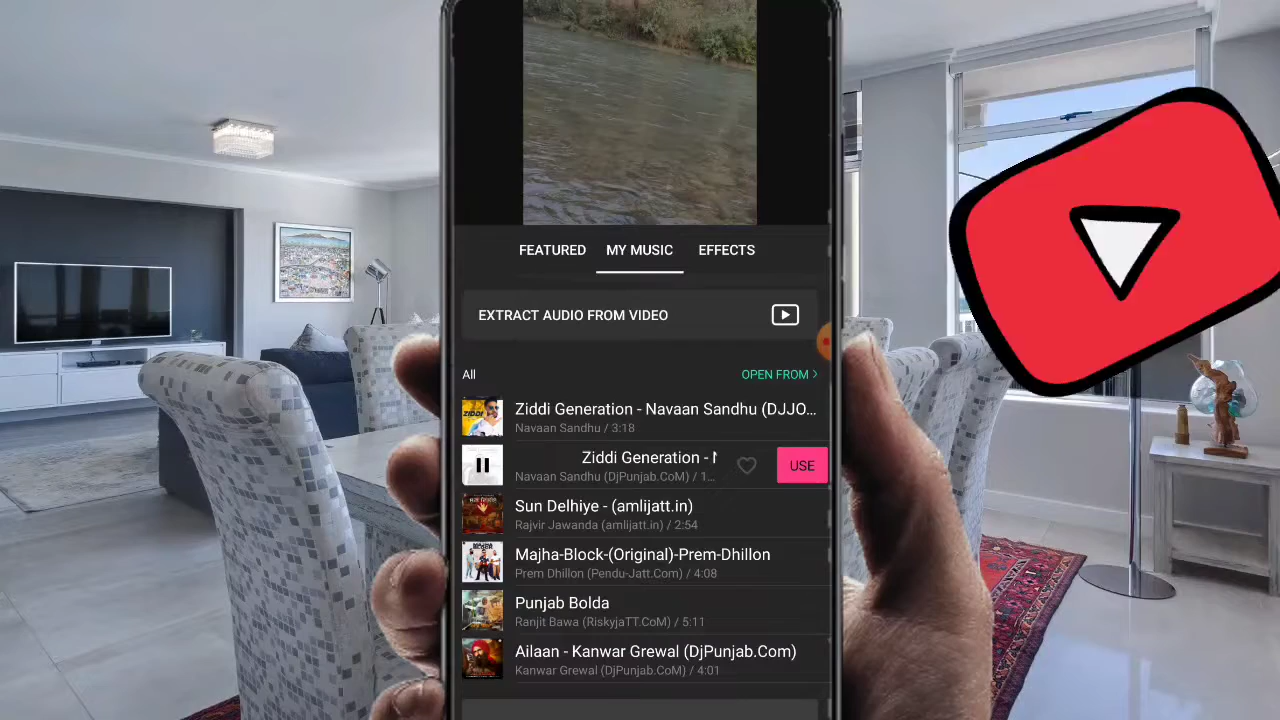 FEATURED MY MUSIC EFFECTS
EXTRACT AUDIO FROM VIDEO
All OPEN FROM >
ZIDDI
Ziddi Generation - Navaan Sandhu (DJJO...
Navaan Sandhu / 3:18
Ziddi Generation -
Navaan Sandhu (DjPunjab.CoM) / 1...
USE
Sun Delhiye - (amlijatt.in)
Rajvir Jawanda (amlijatt.in) / 2:54
Majha-Block-(Original)-Prem-Dhillon
Prem Dhillon (Pendu-Jatt.Com) / 4:08
Punjab Bolda
Ranjit Bawa (RiskyjaTT.CoM) / 5:11
Ailaan - Kanwar Grewal (DjPunjab.Com)
Kanwar Grewal (DjPunjab.CoM) / 4:01